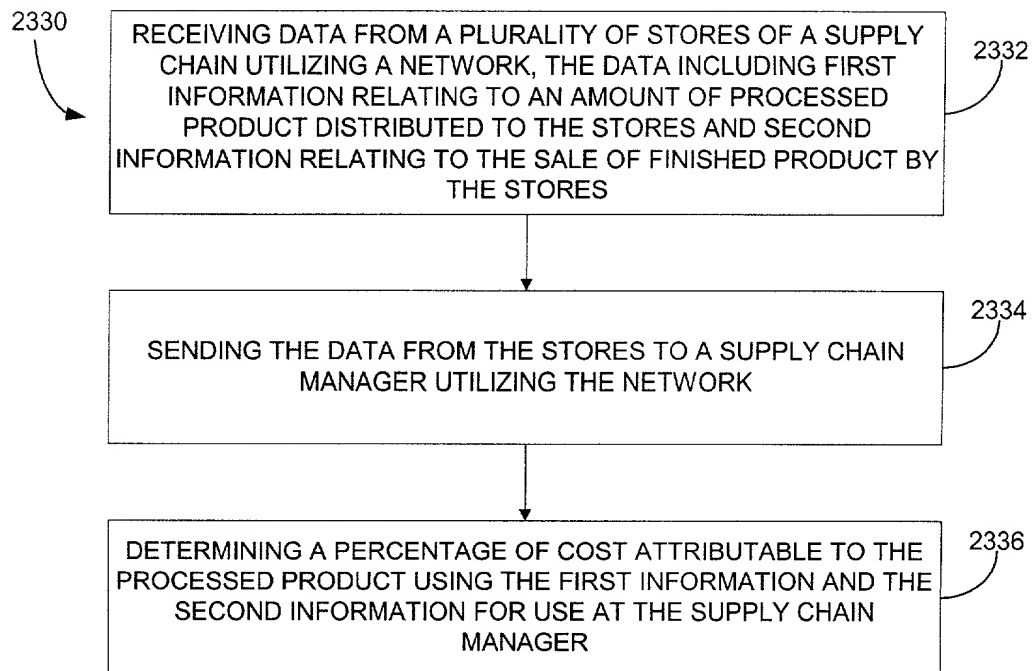 2330
RECEIVING DATA FROM A PLURALITY OF STORES OF A SUPPLY
CHAIN UTILIZING A NETWORK, THE DATA INCLUDING FIRST
INFORMATION RELATING TO AN AMOUNT OF PROCESSED
PRODUCT DISTRIBUTED TO THE STORES AND SECOND
INFORMATION RELATING TO THE SALE OF FINISHED PRODUCT BY
THE STORES
2332
SENDING THE DATA FROM THE STORES TO A SUPPLY CHAIN
MANAGER UTILIZING THE NETWORK
2334
DETERMINING A PERCENTAGE OF COST ATTRIBUTABLE TO THE
PROCESSED PRODUCT USING THE FIRST INFORMATION AND THE
SECOND INFORMATION FOR USE AT THE SUPPLY CHAIN
MANAGER
2336